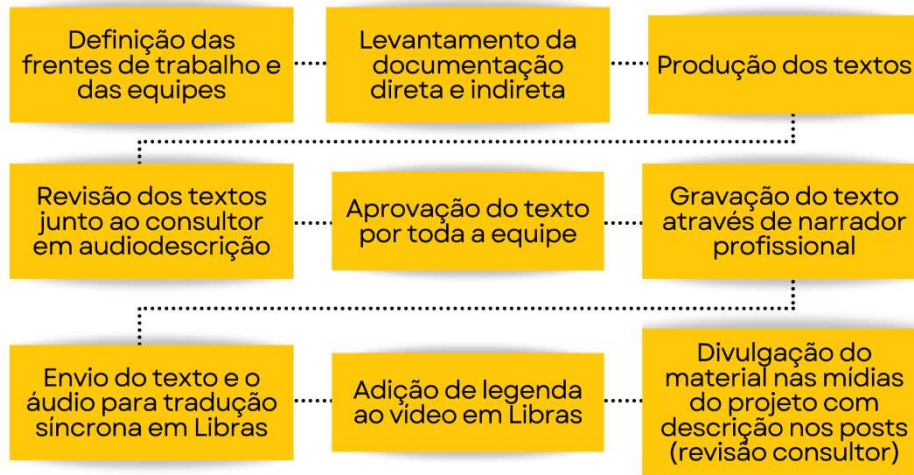 Definição das
frentes de trabalho e
das equipes
Levantamento da
documentação
direta e indireta
Produção dos textos
Revisão dos textos
junto ao consultor
em audiodescrição
Aprovação do texto
por toda a equipe
Gravação do texto
através de narrador
profissional
Envio do texto e o
áudio para tradução
síncrona em Libras
Adição de legenda
ao vídeo em Libras
Divulgação do
material nas mídias
do projeto com
descrição nos posts
(revisão consultor)